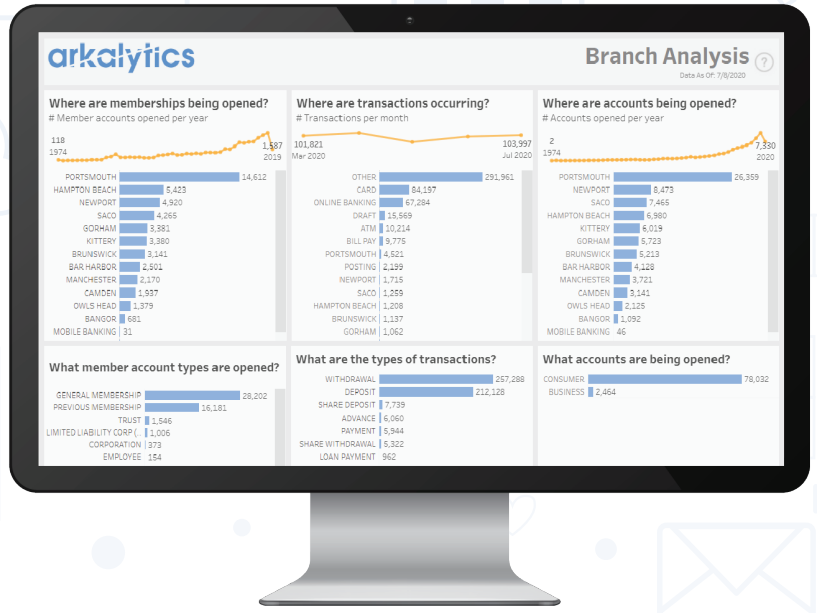 arkalytics
Branch Analysis
?
Data As Of: 7/8/2020
Where are memberships being opened?
# Member accounts opened per year
118
1974
1,587
2019
PORTSMOUTH 14,612
HAMPTON BEACH 5,423
NEWPORT 4,920
SACO 4,265
GORHAM 3,381
KITTERY 3,380
BRUNSWICK 3,141
BAR HARBOR 2,501
MANCHESTER 2,170
CAMDEN 1,937
OWLS HEAD 1,379
BANGOR 681
MOBILE BANKING 31
Where are transactions occurring?
# Transactions per month
101,821
Mar 2020
103,997
Jul 2020
OTHER 291,961
CARD 84,197
ONLINE BANKING 67,284
DRAFT 15,569
ATM 10,214
BILL PAY 9,775
PORTSMOUTH 4,521
POSTING 2,199
NEWPORT 1,715
SACO 1,259
HAMPTON BEACH 1,208
BRUNSWICK 1,137
GORHAM 1,062
Where are accounts being opened?
# Accounts opened per year
2
1974
7,330
2020
PORTSMOUTH 26,359
NEWPORT 8,473
SACO 7,465
HAMPTON BEACH 6,980
KITTERY 6,019
GORHAM 5,723
BRUNSWICK 5,213
BAR HARBOR 4,128
MANCHESTER 3,721
CAMDEN 3,141
OWLS HEAD 2,125
BANGOR 1,092
MOBILE BANKING 46
What member account types are opened?
GENERAL MEMBERSHIP 28,202
PREVIOUS MEMBERSHIP 16,181
TRUST 1,546
LIMITED LIABILITY CORP (.. 1,006
CORPORATION 373
EMPLOYEE 154
What are the types of transactions?
WITHDRAWAL 257,288
DEPOSIT 212,128
SHARE DEPOSIT 7,739
ADVANCE 6,060
PAYMENT 5,944
SHARE WITHDRAWAL 5,322
LOAN PAYMENT 962
What accounts are being opened?
CONSUMER 78,032
BUSINESS 2,464